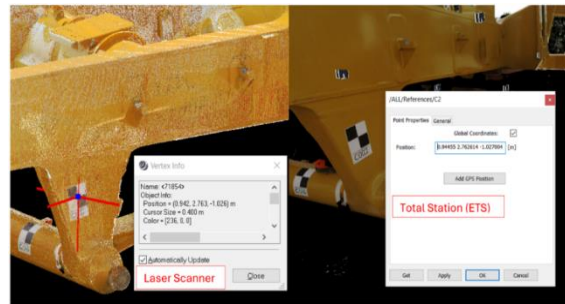 Vertex Info
Name: <71854>
Object Info:
Position = (0.942, 2.763, -1.026) m
Cursor Size = 0.400 m
Color = [236, 0, 0]
Automatically Update
Laser Scanner
Close
/ALL/References/C2
Point Properties
General
Global Coordinates:
Position:
0.94455 2.762614 -1.027004
[m]
Add GPS Position
Total Station (ETS)
Get
Apply
OK
Cancel